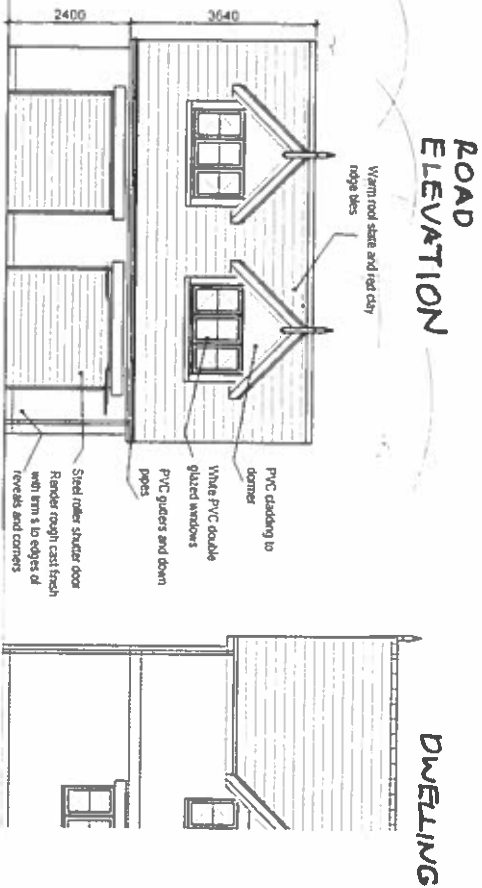 ROAD
ELEVATION
DWELLING
2400
3640
Warm roof slate and red clay
ridge tiles
PVC cladding to
dormer
White PVC double
glazed windows
PVC gutters and down
pipes
Steel roller shutter door
Render rough cast finish
with trim s to edges of
reveals and corners